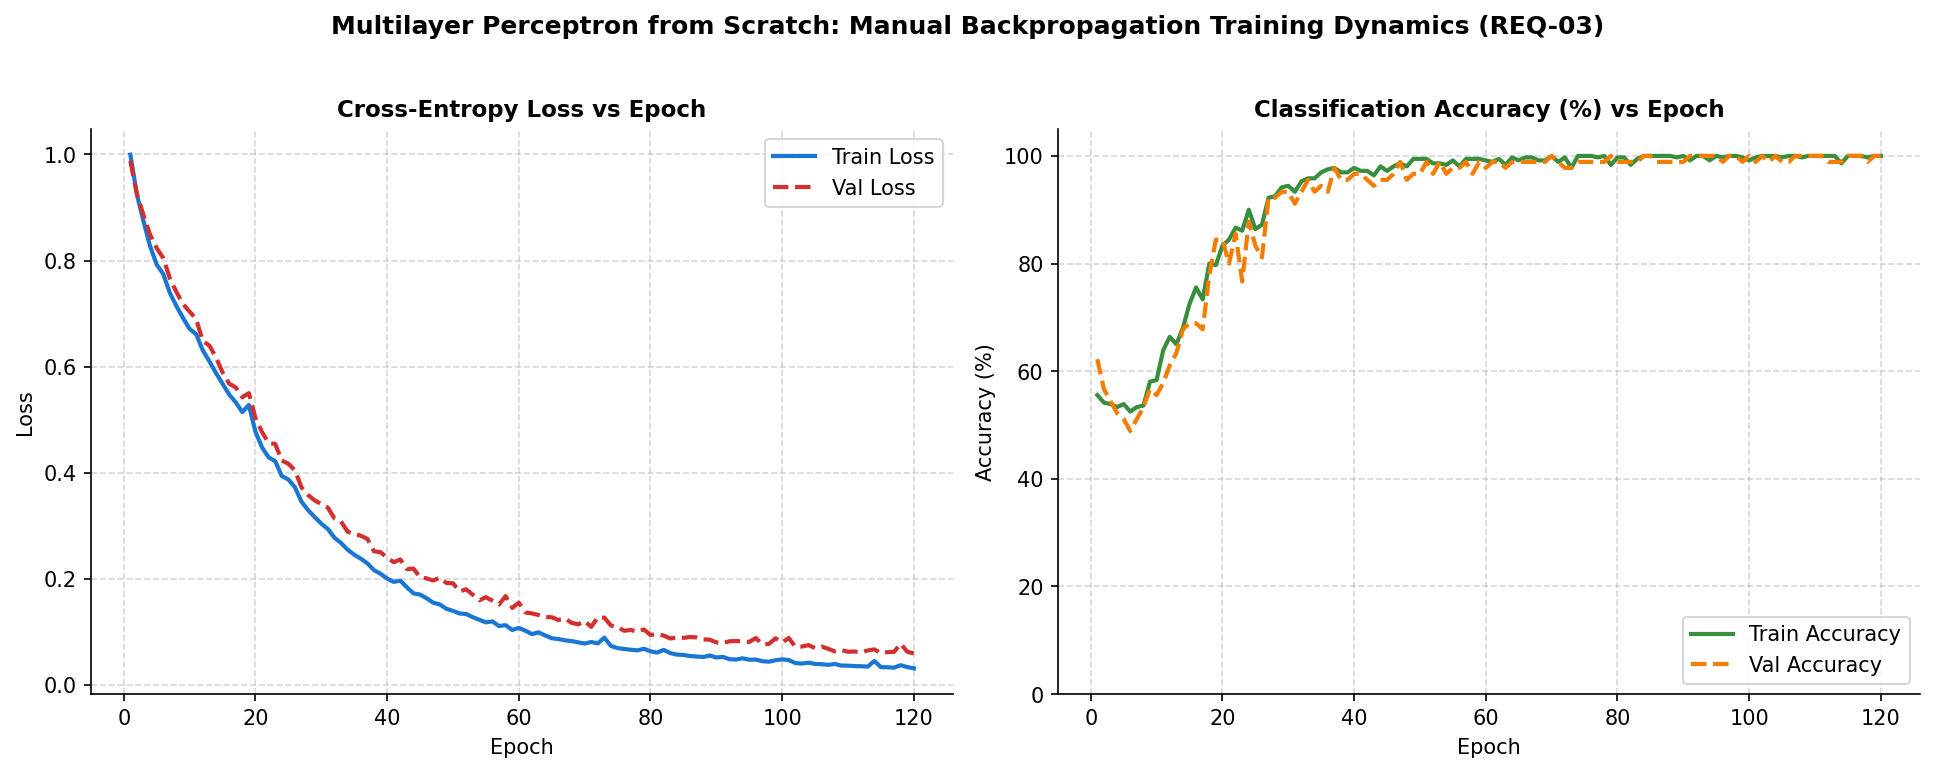 Multilayer Perceptron from Scratch: Manual Backpropagation Training Dynamics (REQ-03)
Cross-Entropy Loss vs Epoch
Train Loss
Val Loss
Loss
1.0
0.8
0.6
0.4
0.2
0.0
0 20 40 60 80 100 120
Epoch
Classification Accuracy (%) vs Epoch
Accuracy (%)
100
80
60
40
20
0
Train Accuracy
Val Accuracy
0 20 40 60 80 100 120
Epoch